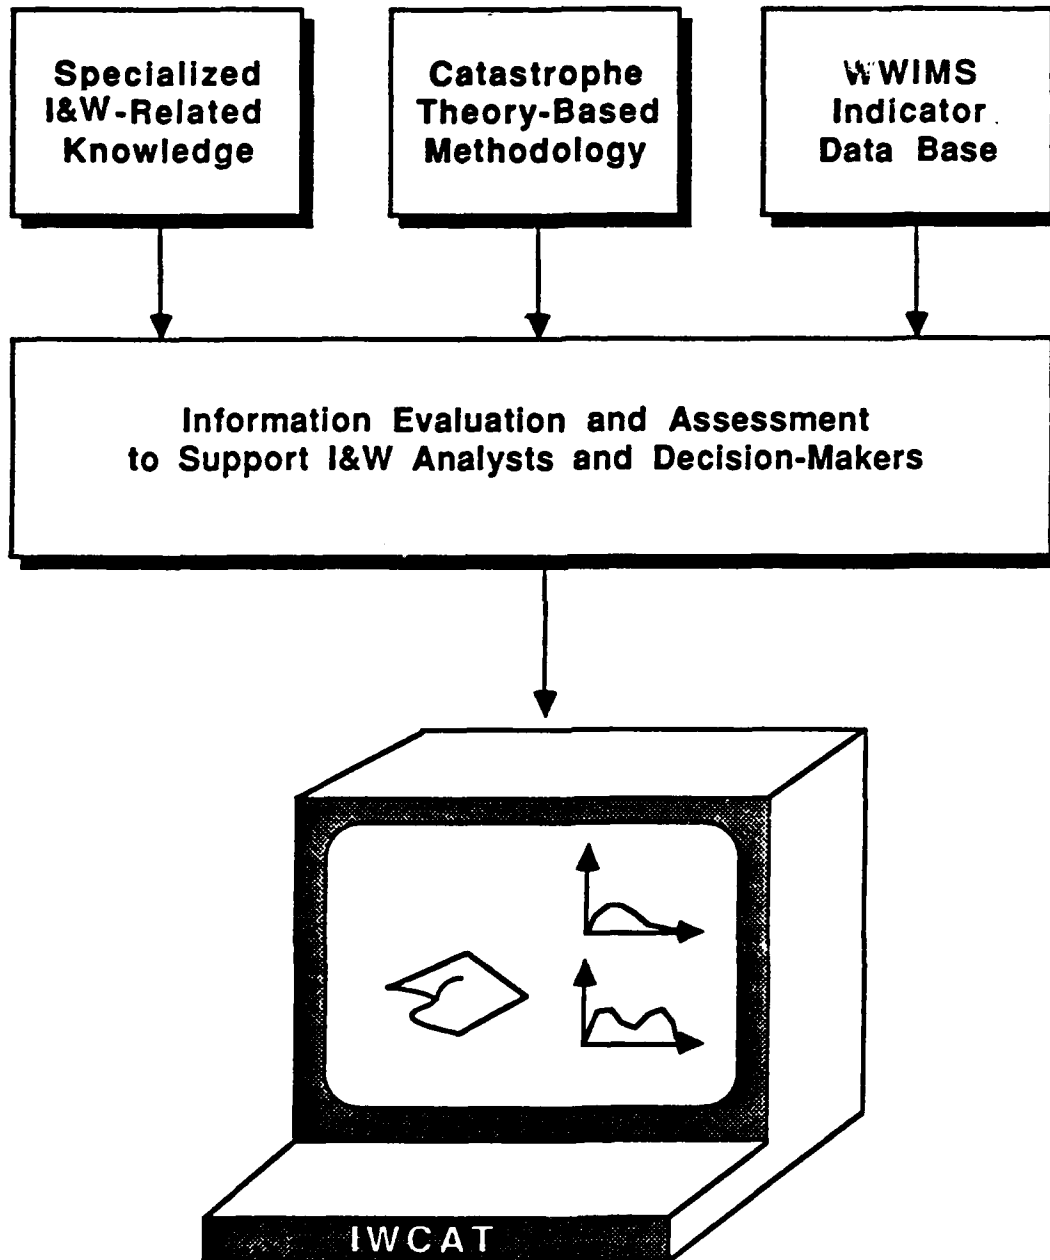 Specialized
I&W-Related
Knowledge
Catastrophe
Theory-Based
Methodology
WWIMS
Indicator
Data Base
Information Evaluation and Assessment
to Support I&W Analysts and Decision-Makers
IWCAT